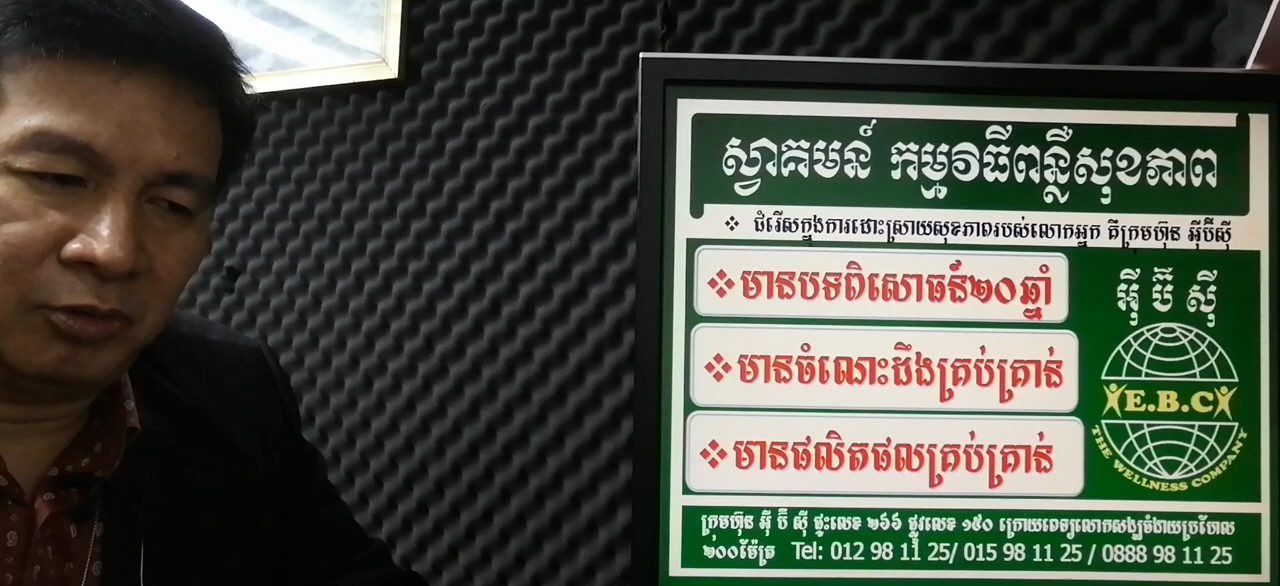 ស្វាគមន៍ កម្មវិធីពន្លឺសុខភាព
❖ ជំរើសក្នុងការដោះស្រាយសុខភាពរបស់លោកអ្នក គឺក្រុមហ៊ុន អ៊ីប៊ីស៊ី
❖មានបទពិសោធន៍២០ឆ្នាំ
❖មានចំណេះដឹងគ្រប់គ្រាន់
❖មានផលិតផលគ្រប់គ្រាន់
អ៊ី ប៊ី ស៊ី
E.B.C
THE WELLNESS COMPANY
ក្រុមហ៊ុន អ៊ី ប៊ី ស៊ី ផ្ទះលេខ ២៦៦ ផ្លូវលេខ ១៩០ ក្រោយពេទ្យលោកសង្ឃចំងាយប្រហែល
២០០ម៉ែត្រ Tel: 012 98 11 25/ 015 98 11 25 / 0888 98 11 25